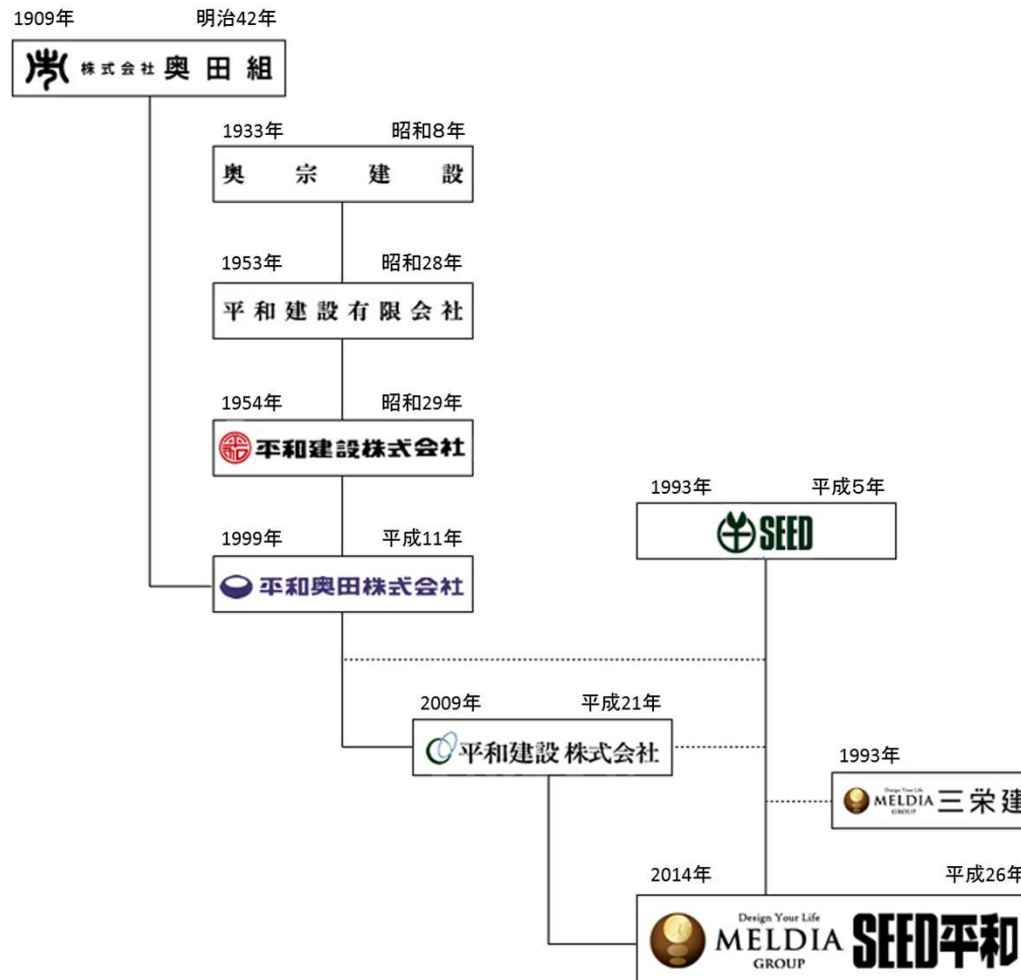 1909年 明治42年
株式会社 奥田組
1933年 昭和8年
奥宗建設
1953年 昭和28年
平和建設有限会社
1954年 昭和29年
平和建設株式会社
1993年 平成5年
SEED
1999年 平成11年
平和奥田株式会社
2009年 平成21年
平和建設 株式会社
1993年
Design Your Life
MELDIA 三栄建
GROUP
2014年 平成26年
Design Your Life
MELDIA SEED平和
GROUP